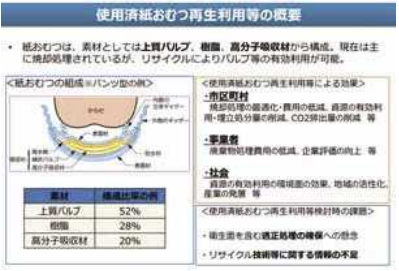 使用済紙おむつ再生利用等の概要
・ 紙おむつは、素材としては上質パルプ、樹脂、高分子吸収材から構成。現在は主
に焼却処理されているが、リサイクルによりパルプ等の有効利用が可能。
<紙おむつの組成※パンツ型の例>
からだ
表面材
吸収材
防水材
<使用済紙おむつ再生利用等による効果>
・市区町村
焼却処理の最適化・費用の低減、資源の有効利
用・埋立処分量の削減、CO2排出量の削減 等
・事業者
廃棄物処理費用の低減、企業評価の向上 等
・社会
資源の有効利用の環境面の効果、地域の活性化、
産業の発展 等
素材 構成比率の例
上質パルプ 52%
樹脂 28%
高分子吸収材 20%
<使用済紙おむつ再生利用等検討時の課題>
・衛生面を含む適正処理の確保への懸念
・リサイクル技術等に関する情報の不足